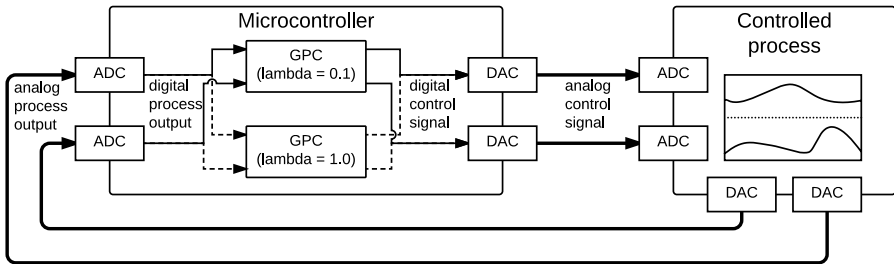 Microcontroller
Controlled
process
ADC
ADC
analog
process
output
digital
process
output
GPC
(lambda = 0.1)
GPC
(lambda = 1.0)
digital
control
signal
DAC
DAC
analog
control
signal
ADC
ADC
DAC
DAC